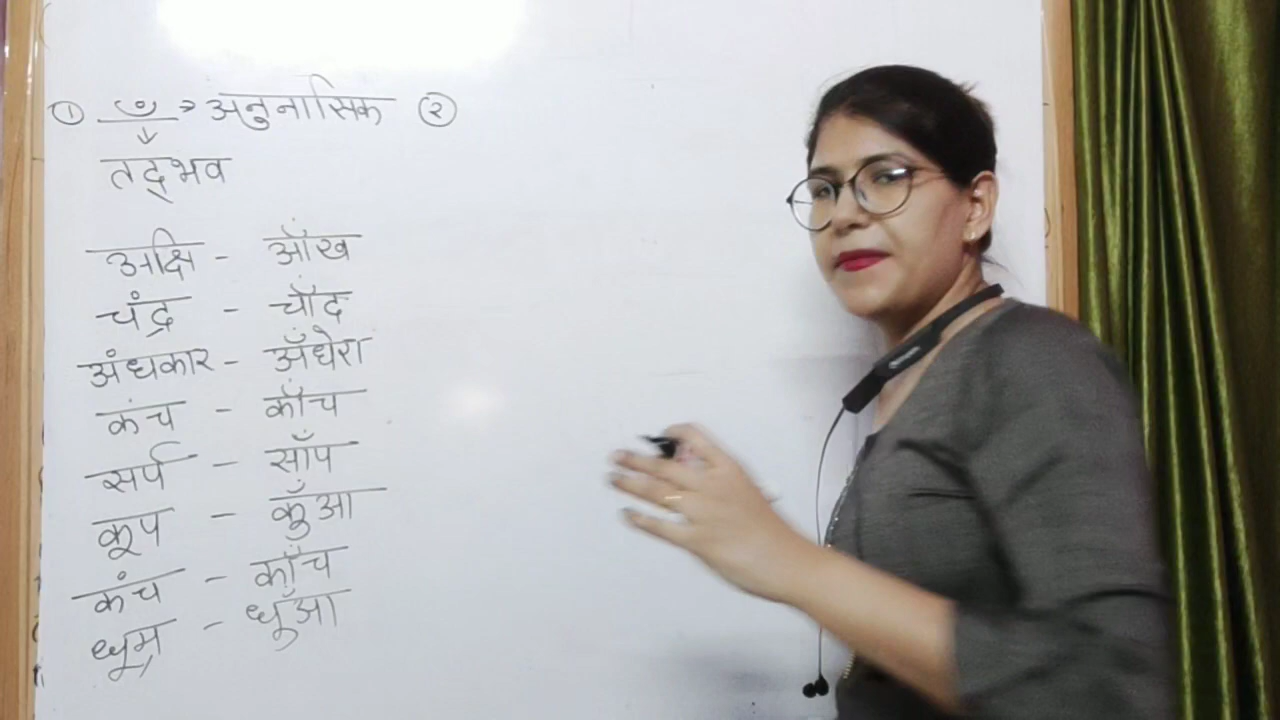 ① ँ → अनुनासिक ②
↓
तद्भव
अक्षि - आँख
चंद्र - चाँद
अंधकार - अँधेरा
कंच - काँच
सर्प - साँप
कूप - कुँआ
कंच - काँच
धूम्र - धूँआ